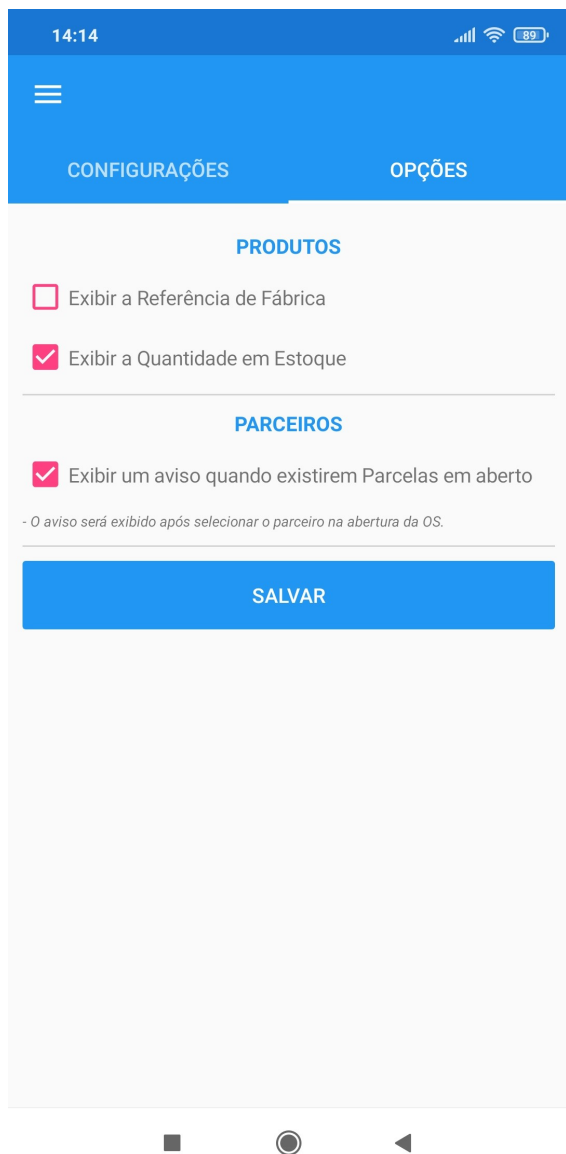 14:14
89
CONFIGURAÇÕES
OPÇÕES
PRODUTOS
Exibir a Referência de Fábrica
Exibir a Quantidade em Estoque
PARCEIROS
Exibir um aviso quando existirem Parcelas em aberto
- O aviso será exibido após selecionar o parceiro na abertura da OS.
SALVAR